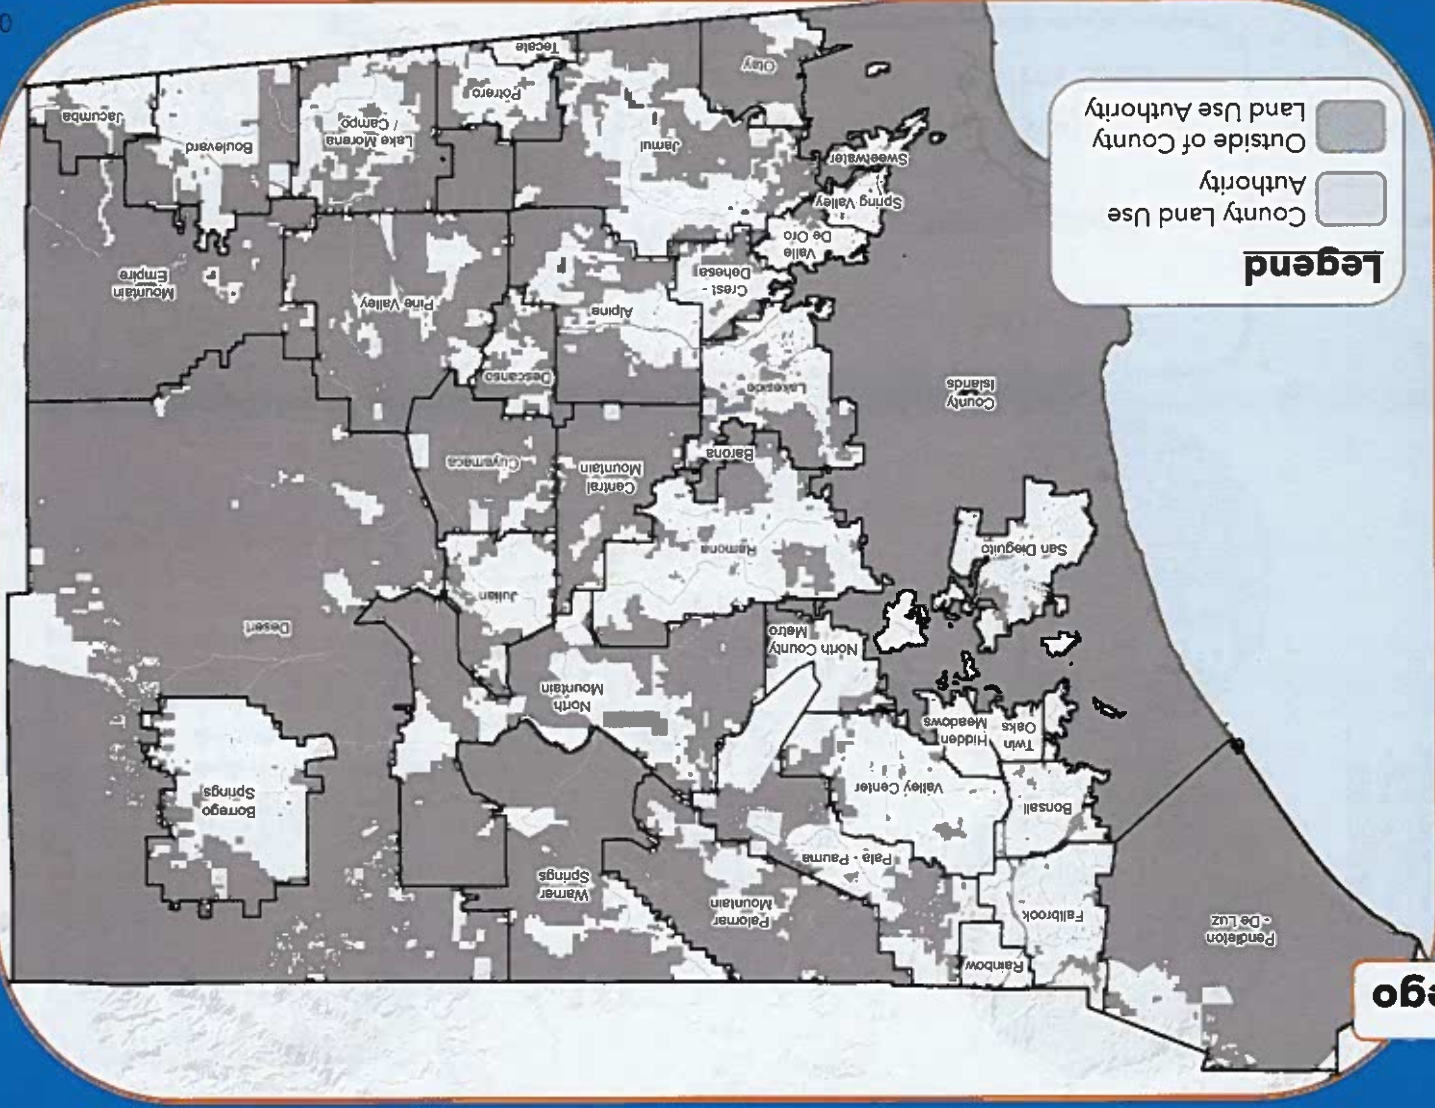 ego
Rainbow
Pendleton
- De Luz
Fallbrook
Palomar
Mountain
Warner
Springs
Pala - Pauma
Bonsall
Valley Center
Borrego
Springs
Twin
Oaks
Hidden
Meadows
North
Mountain
North County
Metro
Desert
Julian
San Dieguito
Ramona
Central
Mountain
Cuyamaca
Barona
County
Islands
Lakeside
Descanso
Alpine
Pine Valley
Crest -
Dehesa
Mountain
Empire
Valle
De Oro
Spring Valley
Sweetwater
Jamul
Lake Morena
/ Campo
Boulevard
Jacumba
Potrero
Otay
Tecate
Legend
County Land Use
Authority
Outside of County
Land Use Authority
0